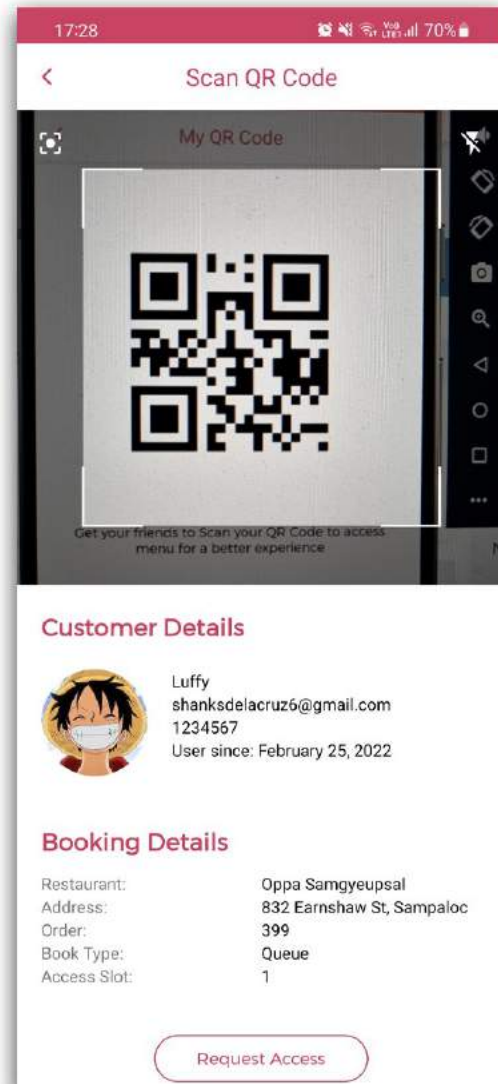 17:28
Vo)) LTE1 70%
Scan QR Code
My QR Code
Get your friends to Scan your QR Code to access
menu for a better experience
Customer Details
Luffy
shanksdelacruz6@gmail.com
1234567
User since: February 25, 2022
Booking Details
Restaurant: Oppa Samgyeupsal
Address: 832 Earnshaw St, Sampaloc
Order: 399
Book Type: Queue
Access Slot: 1
Request Access